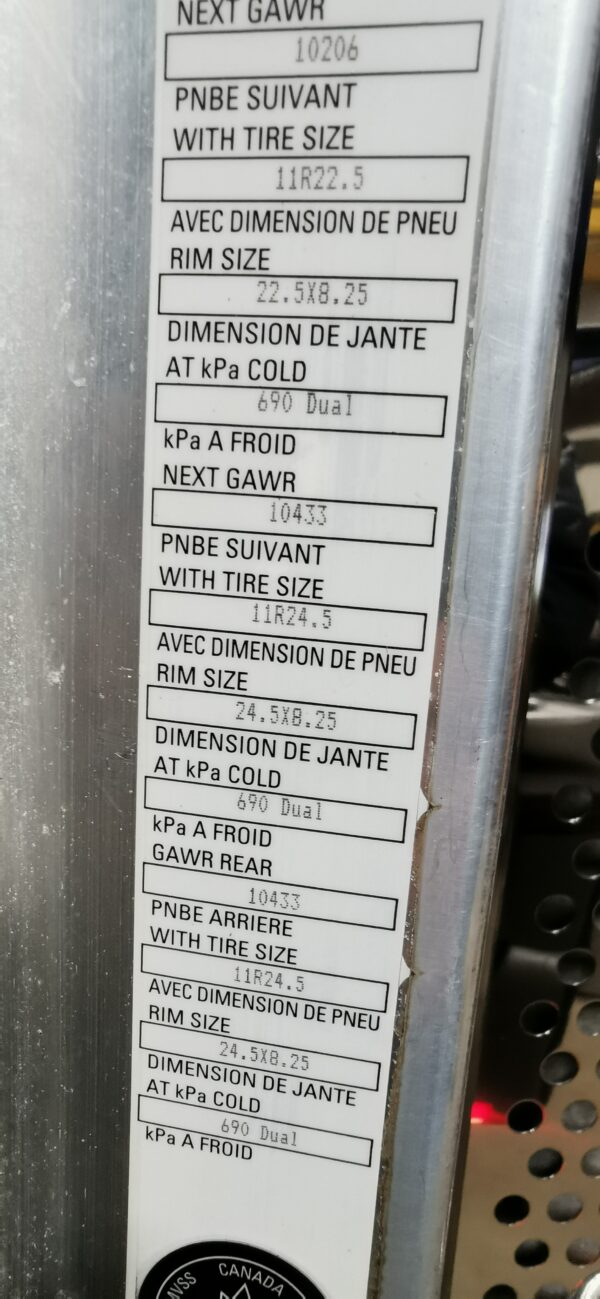 NEXT GAWR
10206
PNBE SUIVANT
WITH TIRE SIZE
11R22.5
AVEC DIMENSION DE PNEU
RIM SIZE
22.5X8.25
DIMENSION DE JANTE
AT kPa COLD
690 Dual
kPa A FROID
NEXT GAWR
10433
PNBE SUIVANT
WITH TIRE SIZE
11R24.5
AVEC DIMENSION DE PNEU
RIM SIZE
24.5X8.25
DIMENSION DE JANTE
AT kPa COLD
690 Dual
kPa A FROID
GAWR REAR
10433
PNBE ARRIERE
WITH TIRE SIZE
11R24.5
AVEC DIMENSION DE PNEU
RIM SIZE
24.5X8.25
DIMENSION DE JANTE
AT kPa COLD
690 Dual
kPa A FROID
CANADA